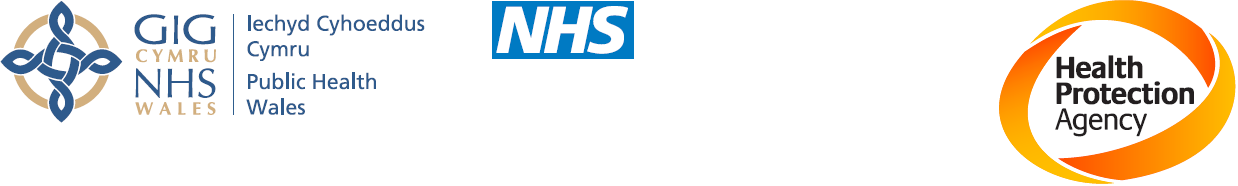 GIG
CYMRU
NHS
WALES
Iechyd Cyhoeddus
Cymru
Public Health
Wales
NHS
Health
Protection
Agency